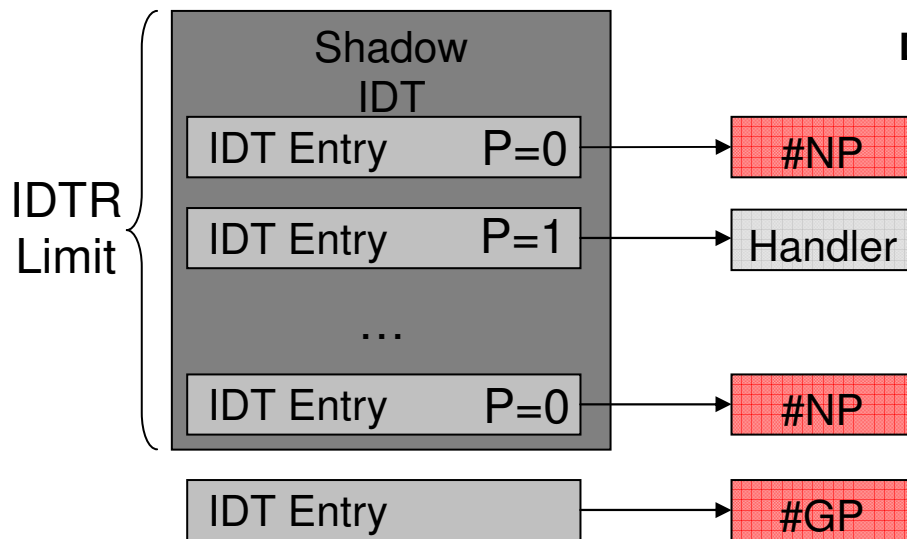 Shadow
IDT
IDT Entry P=0
#NP
IDTR
Limit
IDT Entry P=1
Handler
...
IDT Entry P=0
#NP
IDT Entry
#GP